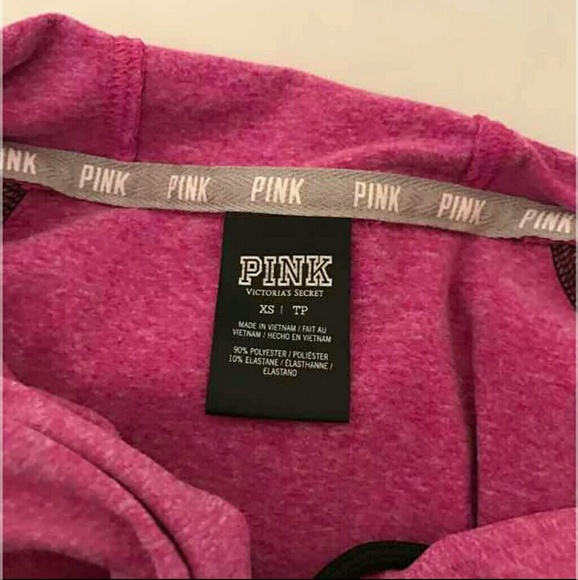 INK PINK PINK PINK PINK PINK PINK
PINK
VICTORIA'S SECRET
XS | TP
MADE IN VIETNAM / FAIT AU
VIETNAM / HECHO EN VIETNAM
90% POLYESTER / POLIÉSTER
10% ELASTANE / ÉLASTHANNE /
ELASTANO